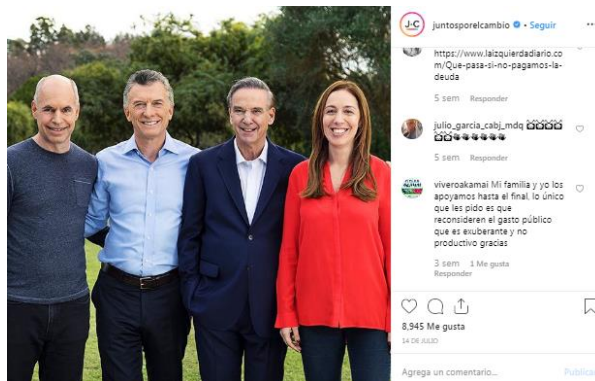 J+C
juntosporelcambio • Seguir
https://www.laizquierdadiario.co
m/Que-pasa-si-no-pagamos-la-
deuda
5 sem Responder
julio_garcia_cabj_mdq
5 sem Responder
viveroakamai Mi familia y yo los
apoyamos hasta el final, lo único
que les pido es que
reconsideren el gasto público
que es exuberante y no
productivo gracias
3 sem 1 Me gusta
Responder
8,945 Me gusta
14 DE JULIO
Agrega un comentario...
Publicar